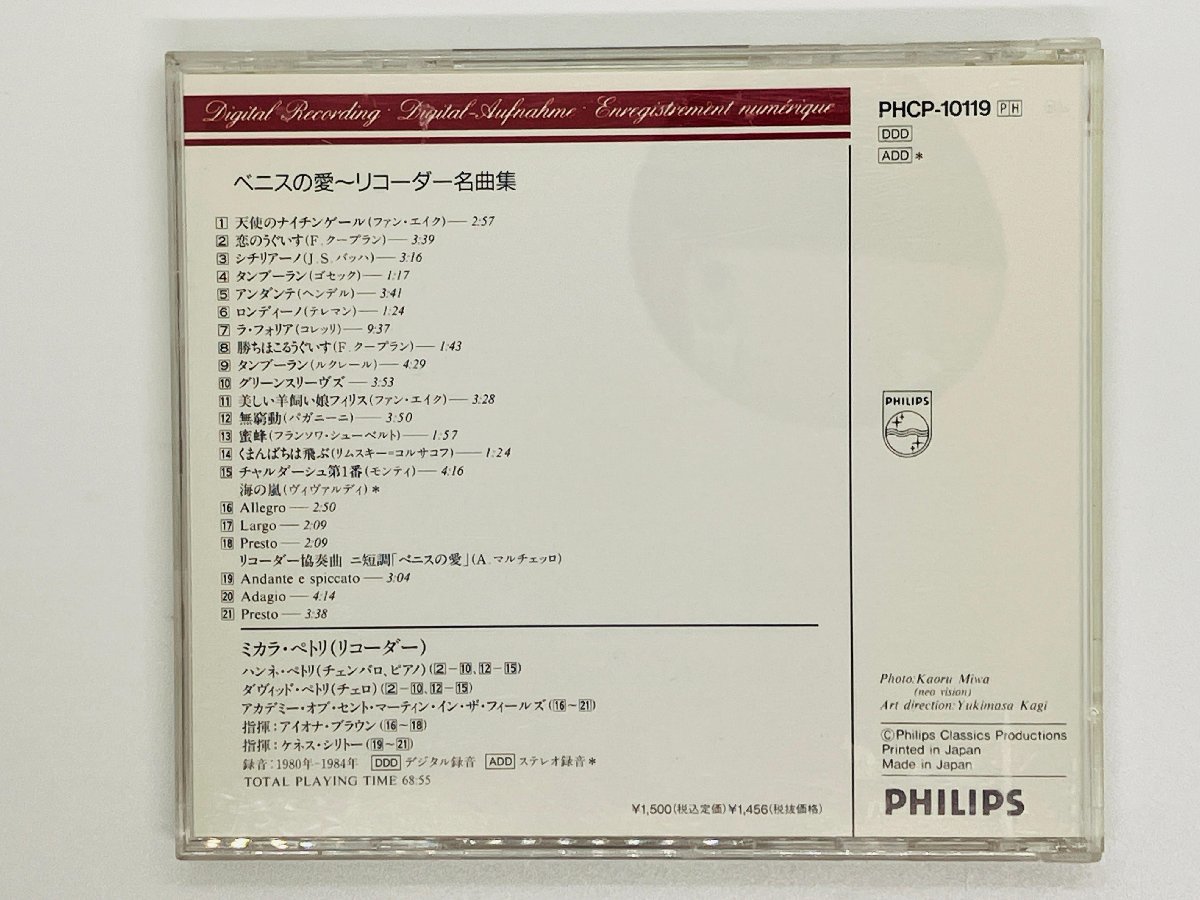 Digital Recording · Digital-Aufnahme · Enregistrement numérique
ベニスの愛〜リコーダー名曲集
1 天使のナイチンゲール(ファン・エイク)— 2:57
2 恋のうぐいす(F. クープラン)— 3:39
3 シチリアーノ(J.S.バッハ)— 3:16
4 タンブーラン(ゴセック)— 1:17
5 アンダンテ(ヘンデル)— 3:41
6 ロンディーノ(テレマン)— 1:24
7 ラ・フォリア(コレッリ)— 9:37
8 勝ちほこるうぐいす(F. クープラン)— 1:43
9 タンブーラン(ルクレール)— 4:29
10 グリーンスリーヴズ — 3:53
11 美しい羊飼い娘フィリス(ファン・エイク)— 3:28
12 無窮動(パガニーニ)— 3:50
13 蜜蜂(フランソワ・シューベルト)— 1:57
14 くまんばちは飛ぶ(リムスキー=コルサコフ)— 1:24
15 チャルダーシュ第1番(モンティ)— 4:16
海の嵐(ヴィヴァルディ)*
16 Allegro — 2:50
17 Largo — 2:09
18 Presto — 2:09
リコーダー協奏曲 ニ短調「ベニスの愛」(A. マルチェッロ)
19 Andante e spiccato — 3:04
20 Adagio — 4:14
21 Presto — 3:38
ミカラ・ペトリ(リコーダー)
ハンネ・ペトリ(チェンバロ、ピアノ)(2−10、12−15)
ダヴィッド・ペトリ(チェロ)(2−10、12−15)
アカデミー・オブ・セント・マーティン・イン・ザ・フィールズ(16〜21)
指揮：アイオナ・ブラウン(16〜18)
指揮：ケネス・シリトー(19〜21)
録音：1980年−1984年 DDD デジタル録音 ADD ステレオ録音*
TOTAL PLAYING TIME 68:55
¥1,500(税込定価)¥1,456(税抜価格)
PHCP-10119 PH
DDD
ADD *
PHILIPS
Photo:Kaoru Miwa
(neo vision)
Art direction:Yukimasa Kagi
©Philips Classics Productions
Printed in Japan
Made in Japan
PHILIPS